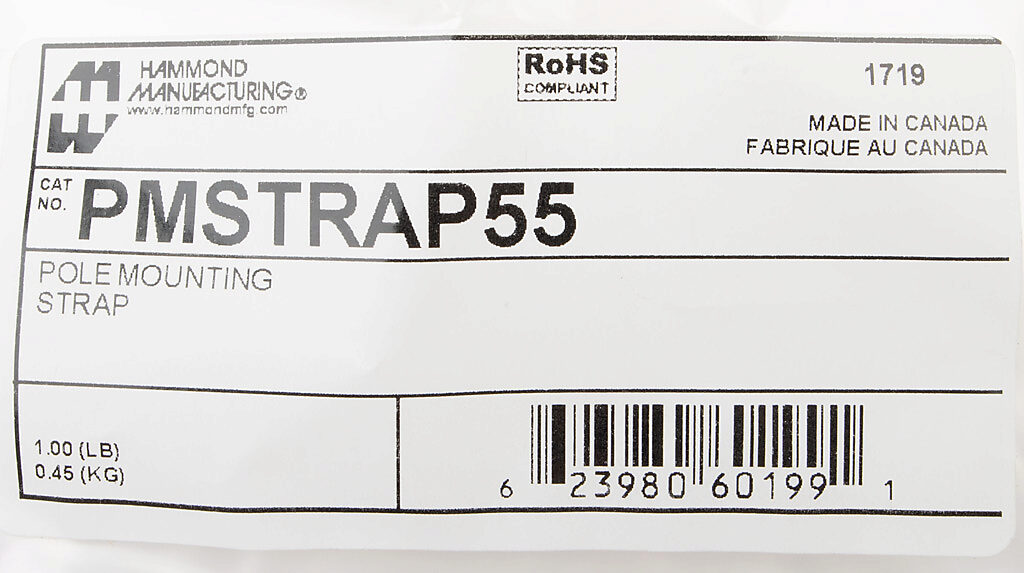 HAMMOND
MANUFACTURING®
www.hammondmfg.com
RoHS
COMPLIANT
1719
MADE IN CANADA
FABRIQUE AU CANADA
CAT
NO.
PMSTRAP55
POLE MOUNTING
STRAP
1.00 (LB)
0.45 (KG)
6 23980 60199 1